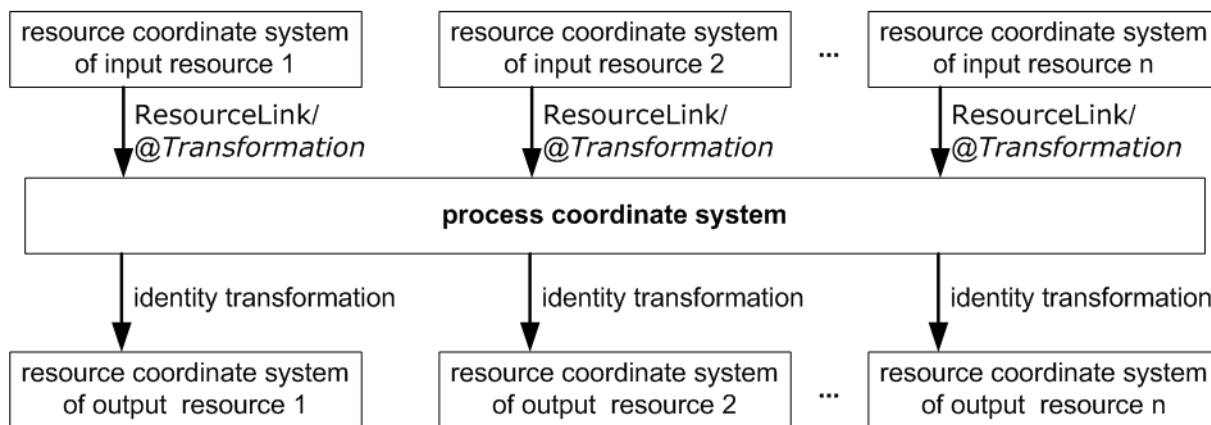 resource coordinate system
of input resource 1
resource coordinate system
of input resource 2
...
resource coordinate system
of input resource n
ResourceLink/
@Transformation
ResourceLink/
@Transformation
ResourceLink/
@Transformation
process coordinate system
identity transformation
identity transformation
identity transformation
resource coordinate system
of output resource 1
resource coordinate system
of output resource 2
...
resource coordinate system
of output resource n